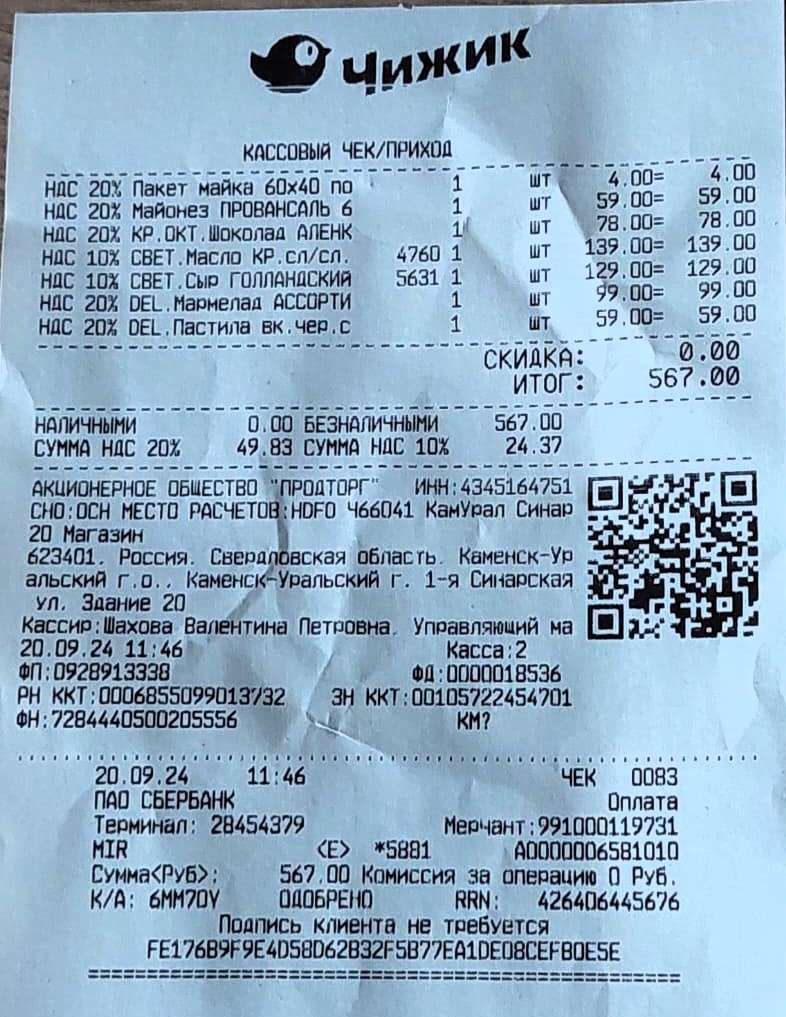 Чижик
КАССОВЫЙ ЧЕК/ПРИХОД
НДС 20% Пакет майка 60х40 по 1 шт 4.00= 4.00
НДС 20% Майонез ПРОВАНСАЛЬ 6 1 шт 59.00= 59.00
НДС 20% КР.ОКТ.Шоколад АЛЕНК 1 шт 78.00= 78.00
НДС 10% СВЕТ.Масло КР.сл/сл. 4760 1 шт 139.00= 139.00
НДС 10% СВЕТ.Сыр ГОЛЛАНДСКИЙ 5631 1 шт 129.00= 129.00
НДС 20% DEL.Мармелад АССОРТИ 1 шт 99.00= 99.00
НДС 20% DEL.Пастила вк.чер.с 1 шт 59.00= 59.00
СКИДКА: 0.00
ИТОГ: 567.00
НАЛИЧНЫМИ 0.00 БЕЗНАЛИЧНЫМИ 567.00
СУММА НДС 20% 49.83 СУММА НДС 10% 24.37
АКЦИОНЕРНОЕ ОБЩЕСТВО "ПРОДТОРГ" ИНН:4345164751
СНО:ОСН МЕСТО РАСЧЕТОВ:HDF0 Ч66041 КамУрал Синар
20 Магазин
623401, Россия, Свердловская область, Каменск-Ур
альский г.о., Каменск-Уральский г. 1-я Синарская
ул. Здание 20
Кассир:Шахова Валентина Петровна, Управляющий ма
20.09.24 11:46 Касса:2
ФП:0928913338 ФД:0000018536
РН ККТ:0006855099013732 ЗН ККТ:00105722454701
ФН:7284440500205556 КМ?
20.09.24 11:46 ЧЕК 0083
ПАО СБЕРБАНК Оплата
Терминал: 28454379 Мерчант:991000119731
MIR <E> *5881 A0000006581010
Сумма<Руб>: 567.00 Комиссия за операцию 0 Руб.
К/А: 6MM70Y ОДОБРЕНО RRN: 426406445676
Подпись клиента не требуется
FE176B9F9E4D58D62B32F5B77EA1DE08CEFB0E5E